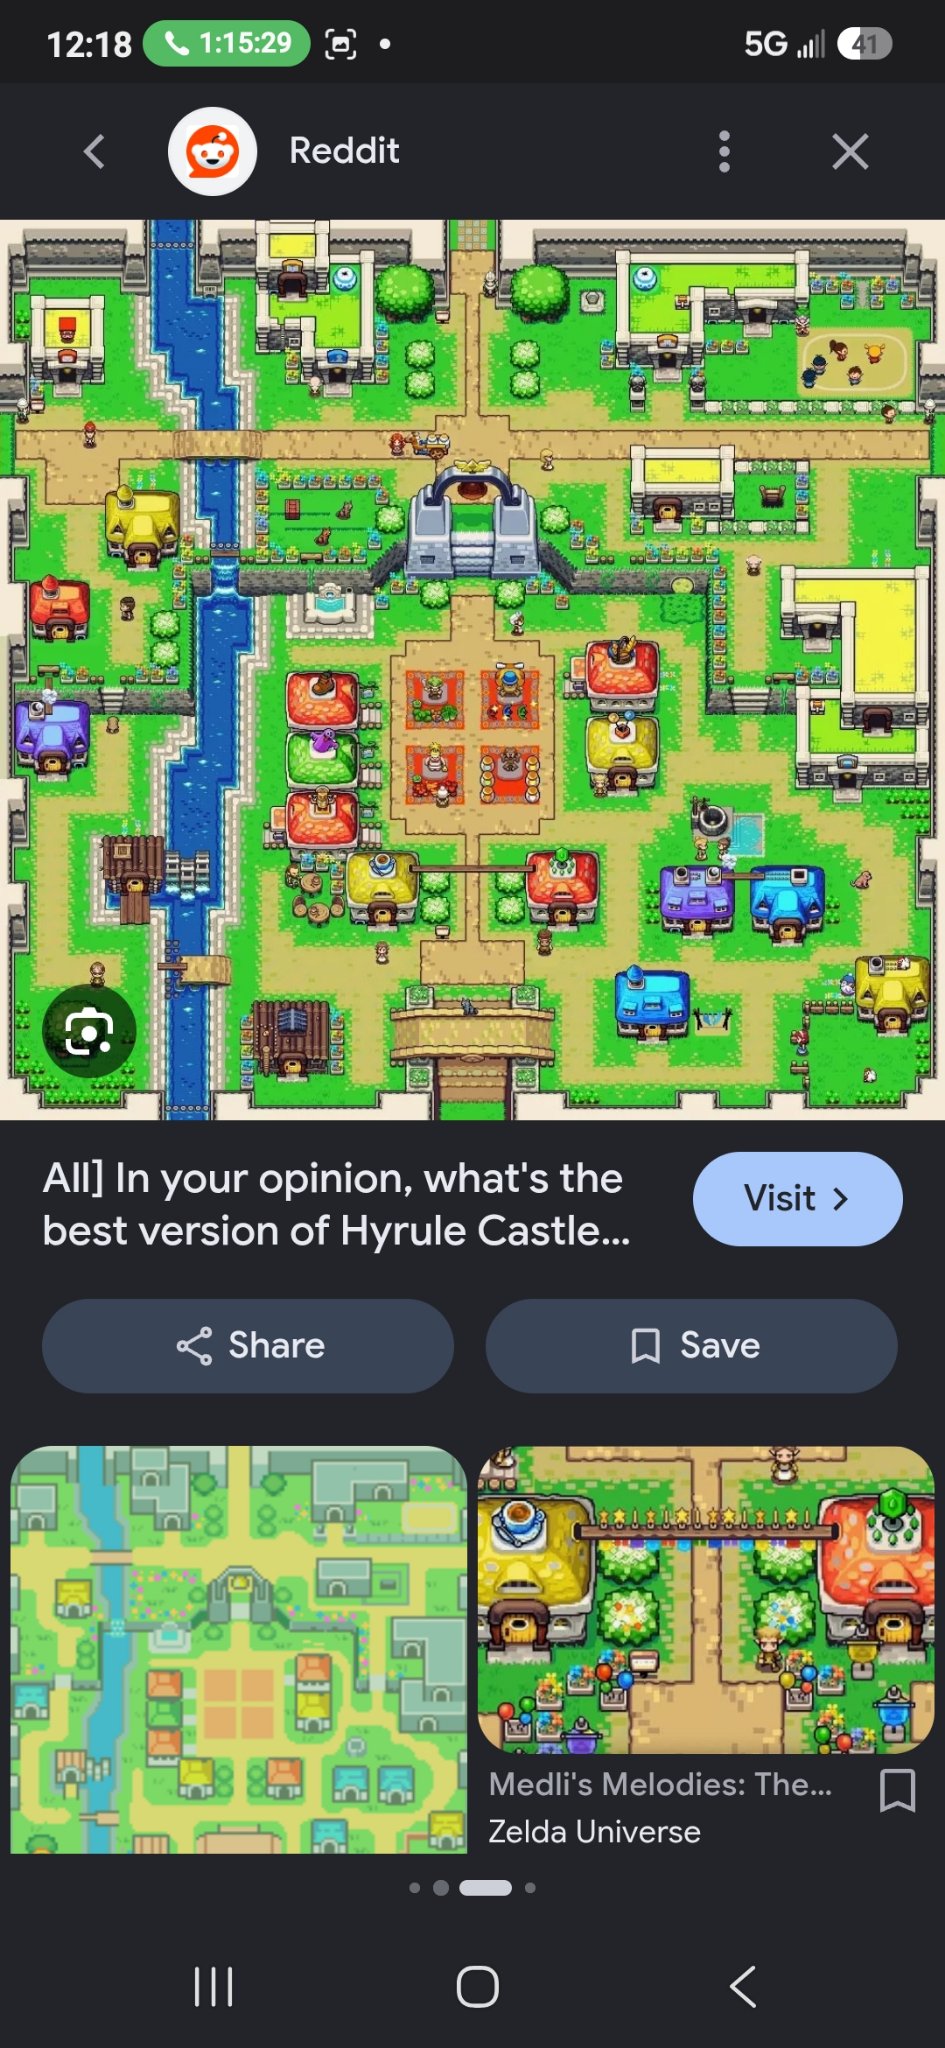 12:18
1:15:29
5G
41
Reddit
All] In your opinion, what's the
best version of Hyrule Castle...
Visit
Share
Save
Medli's Melodies: The...
Zelda Universe